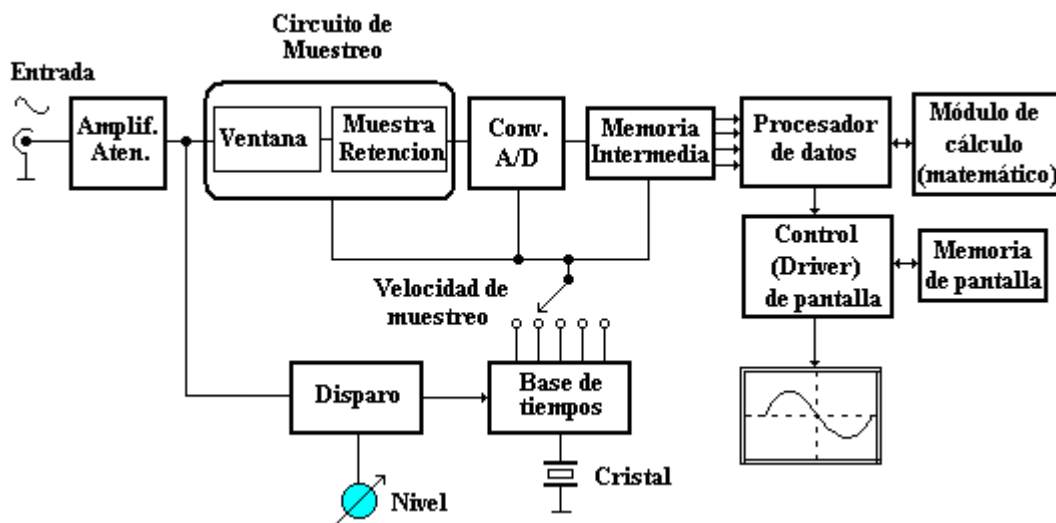 Circuito de
Muestreo
Entrada
Amplif.
Aten.
Ventana
Muestra
Retencion
Conv.
A/D
Memoria
Intermedia
Procesador
de datos
Módulo de
cálculo
(matemático)
Control
(Driver)
de pantalla
Memoria
de pantalla
Velocidad de
muestreo
Disparo
Base de
tiempos
Nivel
Cristal